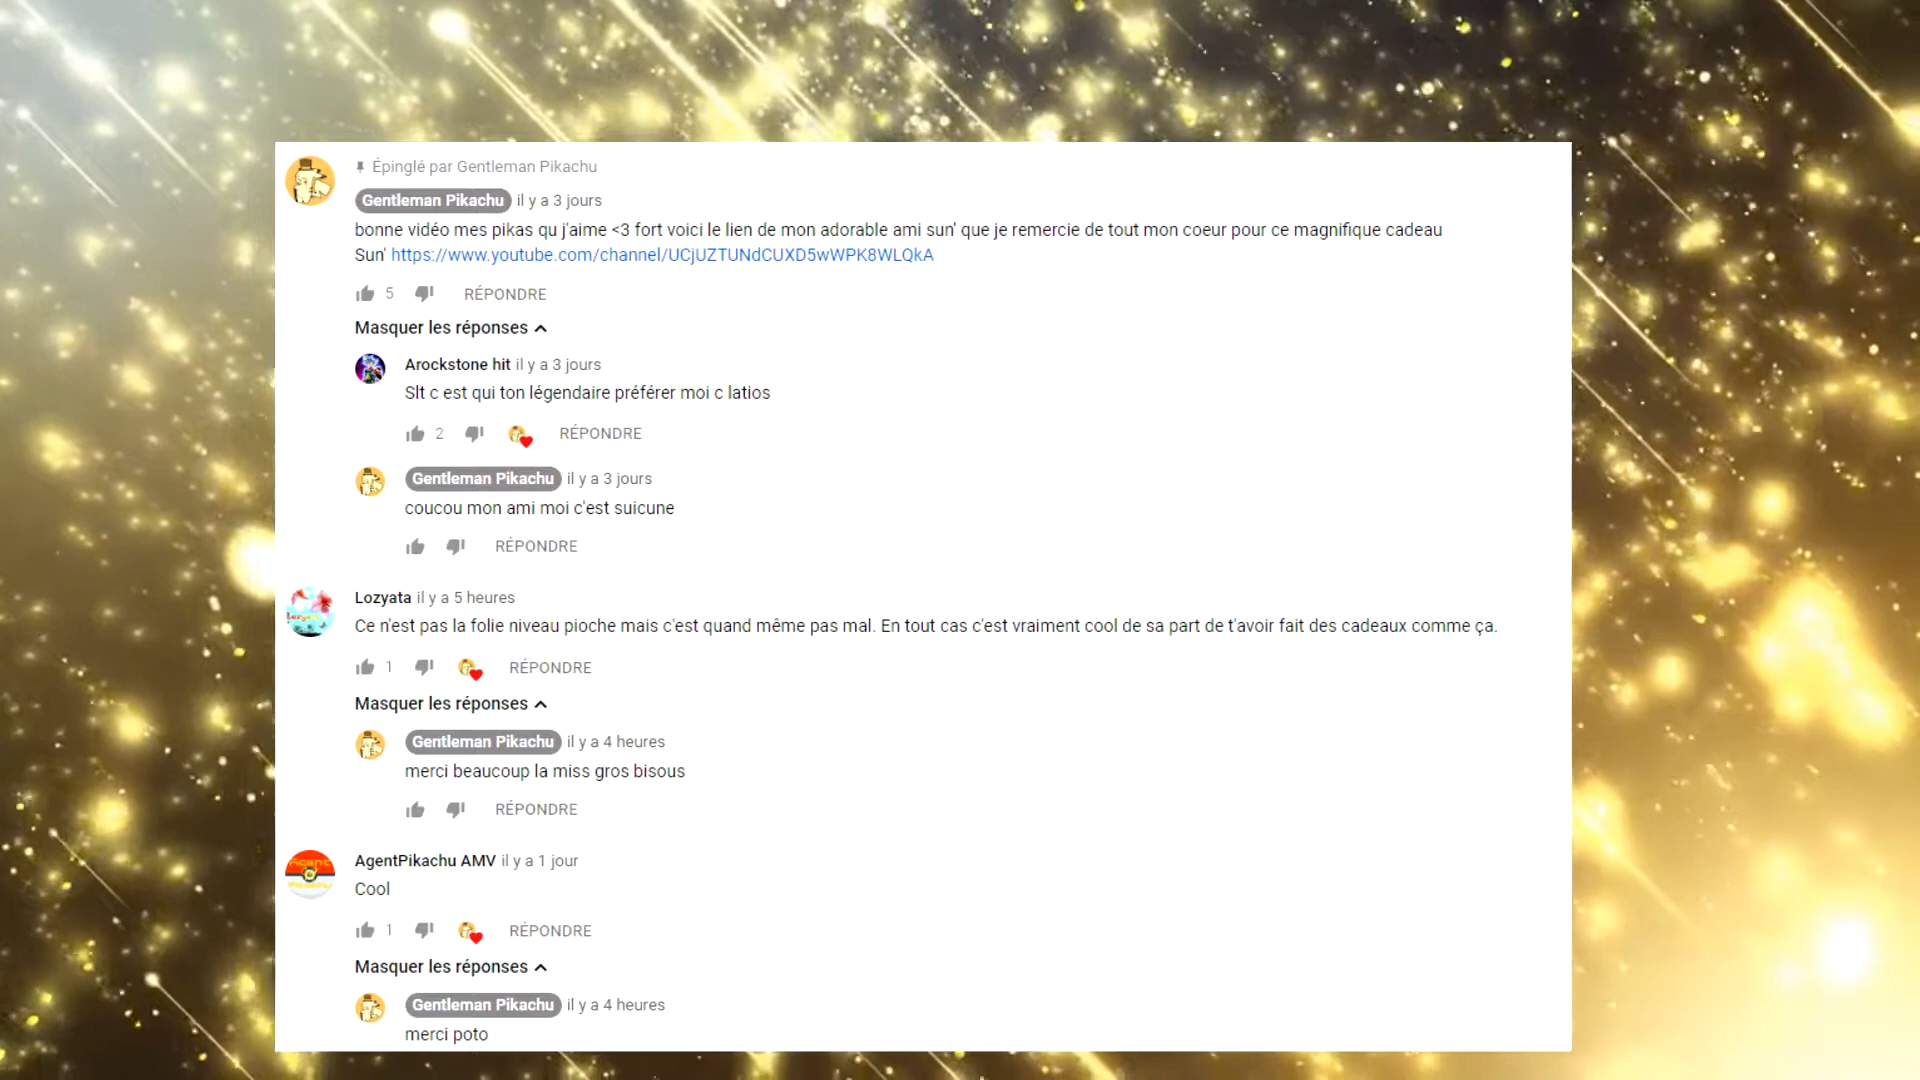 Épinglé par Gentleman Pikachu
Gentleman Pikachu il y a 3 jours
bonne vidéo mes pikas qu j'aime <3 fort voici le lien de mon adorable ami sun' que je remercie de tout mon coeur pour ce magnifique cadeau
Sun' https://www.youtube.com/channel/UCjUZTUNdCUXD5wWPK8WLQkA
5 RÉPONDRE
Masquer les réponses
Arockstone hit il y a 3 jours
Slt c est qui ton légendaire préférer moi c latios
2 RÉPONDRE
Gentleman Pikachu il y a 3 jours
coucou mon ami moi c'est suicune
RÉPONDRE
Lozyata il y a 5 heures
Ce n'est pas la folie niveau pioche mais c'est quand même pas mal. En tout cas c'est vraiment cool de sa part de t'avoir fait des cadeaux comme ça.
1 RÉPONDRE
Masquer les réponses
Gentleman Pikachu il y a 4 heures
merci beaucoup la miss gros bisous
RÉPONDRE
AgentPikachu AMV il y a 1 jour
Cool
1 RÉPONDRE
Masquer les réponses
Gentleman Pikachu il y a 4 heures
merci poto